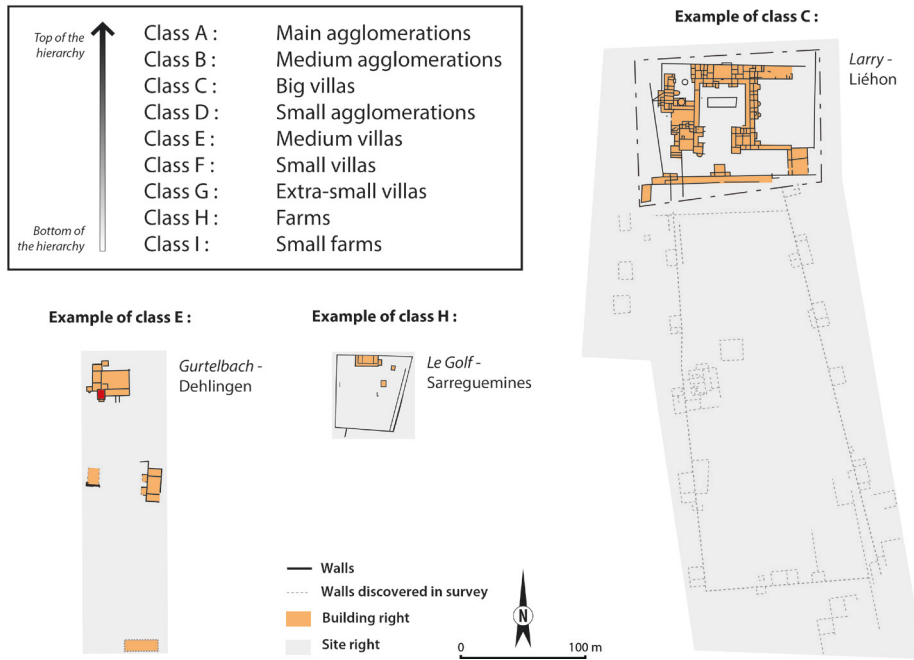 Top of the
hierarchy
Bottom of
the hierarchy
Class A : Main agglomerations
Class B : Medium agglomerations
Class C : Big villas
Class D : Small agglomerations
Class E : Medium villas
Class F : Small villas
Class G : Extra-small villas
Class H : Farms
Class I : Small farms
Example of class C :
Larry -
Liéhon
Example of class E :
Gurtelbach -
Dehlingen
Example of class H :
Le Golf -
Sarreguemines
Walls
Walls discovered in survey
Building right
Site right
N
0 100 m